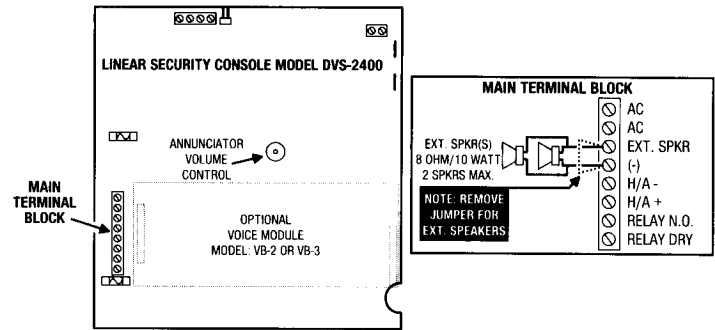 LINEAR SECURITY CONSOLE MODEL DVS-2400
ANNUNCIATOR
VOLUME
CONTROL
MAIN
TERMINAL
BLOCK
OPTIONAL
VOICE MODULE
MODEL: VB-2 OR VB-3
MAIN TERMINAL BLOCK
AC
AC
EXT. SPKR
(-)
H/A -
H/A +
RELAY N.O.
RELAY DRY
EXT. SPKR(S)
8 OHM/10 WATT
2 SPKRS MAX.
NOTE: REMOVE
JUMPER FOR
EXT. SPEAKERS